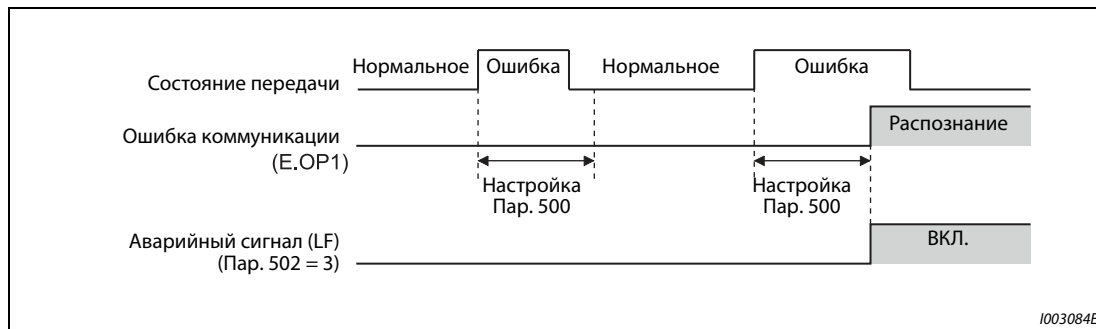 Состояние передачи
Нормальное
Ошибка
Нормальное
Ошибка
Ошибка коммуникации
(E.OP1)
Распознание
Настройка
Пар. 500
Настройка
Пар. 500
Аварийный сигнал (LF)
(Пар. 502 = 3)
ВКЛ.
I003084E